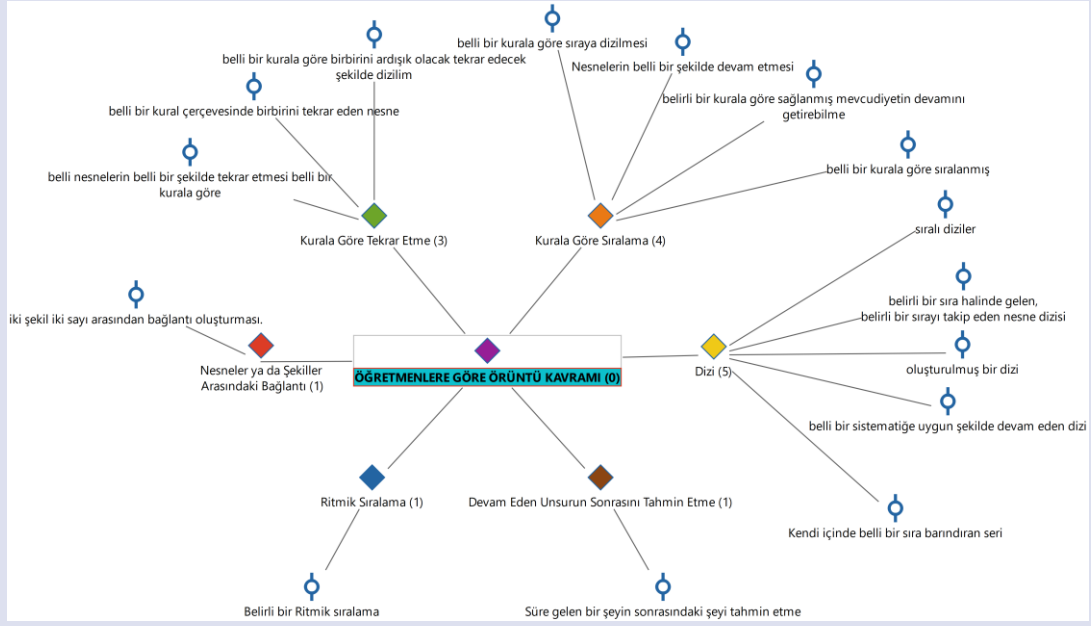 belli bir kurala göre sıraya dizilmesi
belli bir kurala göre birbirini ardışık olacak tekrar edecek
şekilde dizilim
Nesnelerin belli bir şekilde devam etmesi
belirli bir kurala göre sağlanmış mevcudiyetin devamını
getirebilme
belli bir kural çerçevesinde birbirini tekrar eden nesne
belli nesnelerin belli bir şekilde tekrar etmesi belli bir
kurala göre
belli bir kurala göre sıralanmış
Kurala Göre Tekrar Etme (3)
Kurala Göre Sıralama (4)
sıralı diziler
belirli bir sıra halinde gelen,
belirli bir sırayı takip eden nesne dizisi
iki şekil iki sayı arasından bağlantı oluşturması.
Nesneler ya da Şekiller
Arasındaki Bağlantı (1)
ÖĞRETMENLERE GÖRE ÖRÜNTÜ KAVRAMI (0)
Dizi (5)
oluşturulmuş bir dizi
belli bir sistematiğe uygun şekilde devam eden dizi
Ritmik Sıralama (1)
Devam Eden Unsurun Sonrasını Tahmin Etme (1)
Kendi içinde belli bir sıra barındıran seri
Belirli bir Ritmik sıralama
Süre gelen bir şeyin sonrasındaki şeyi tahmin etme